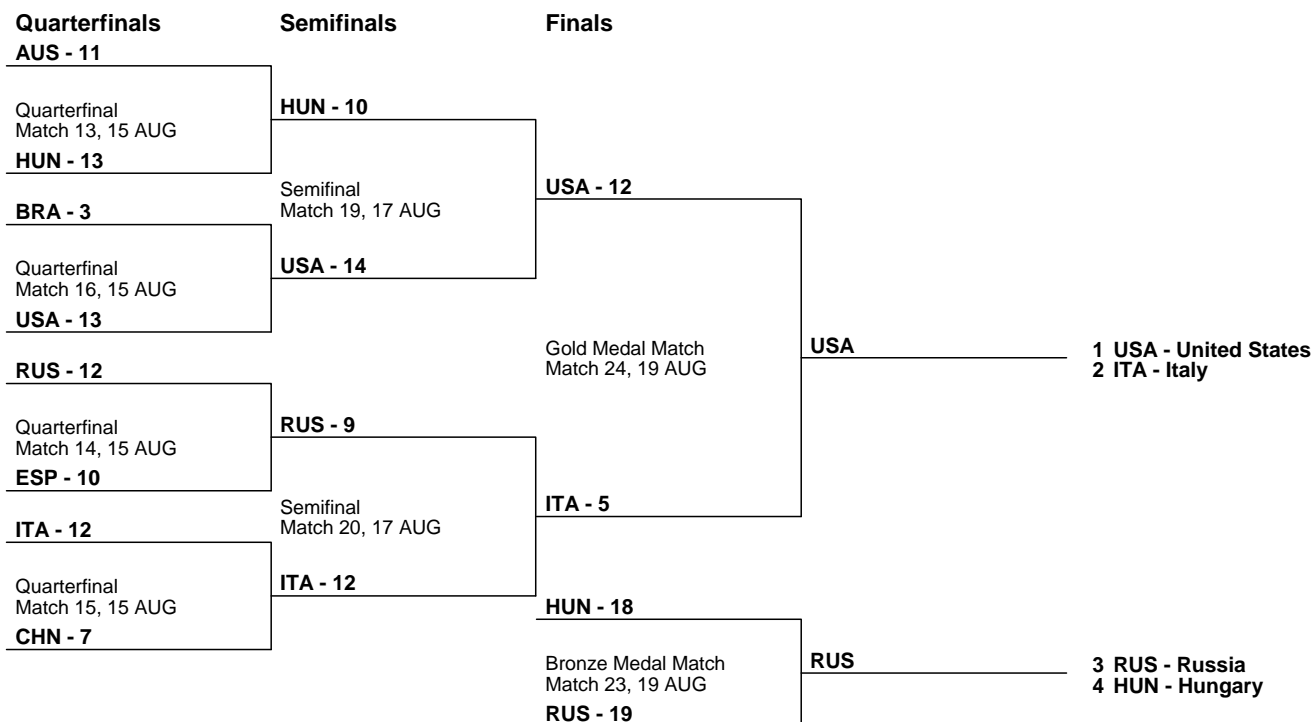 Quarterfinals
Semifinals
Finals
AUS - 11
Quarterfinal
Match 13, 15 AUG
HUN - 13
BRA - 3
Quarterfinal
Match 16, 15 AUG
USA - 13
RUS - 12
Quarterfinal
Match 14, 15 AUG
ESP - 10
ITA - 12
Quarterfinal
Match 15, 15 AUG
CHN - 7
HUN - 10
Semifinal
Match 19, 17 AUG
USA - 14
RUS - 9
Semifinal
Match 20, 17 AUG
ITA - 12
USA - 12
Gold Medal Match
Match 24, 19 AUG
ITA - 5
HUN - 18
Bronze Medal Match
Match 23, 19 AUG
RUS - 19
USA
RUS
1 USA - United States
2 ITA - Italy
3 RUS - Russia
4 HUN - Hungary